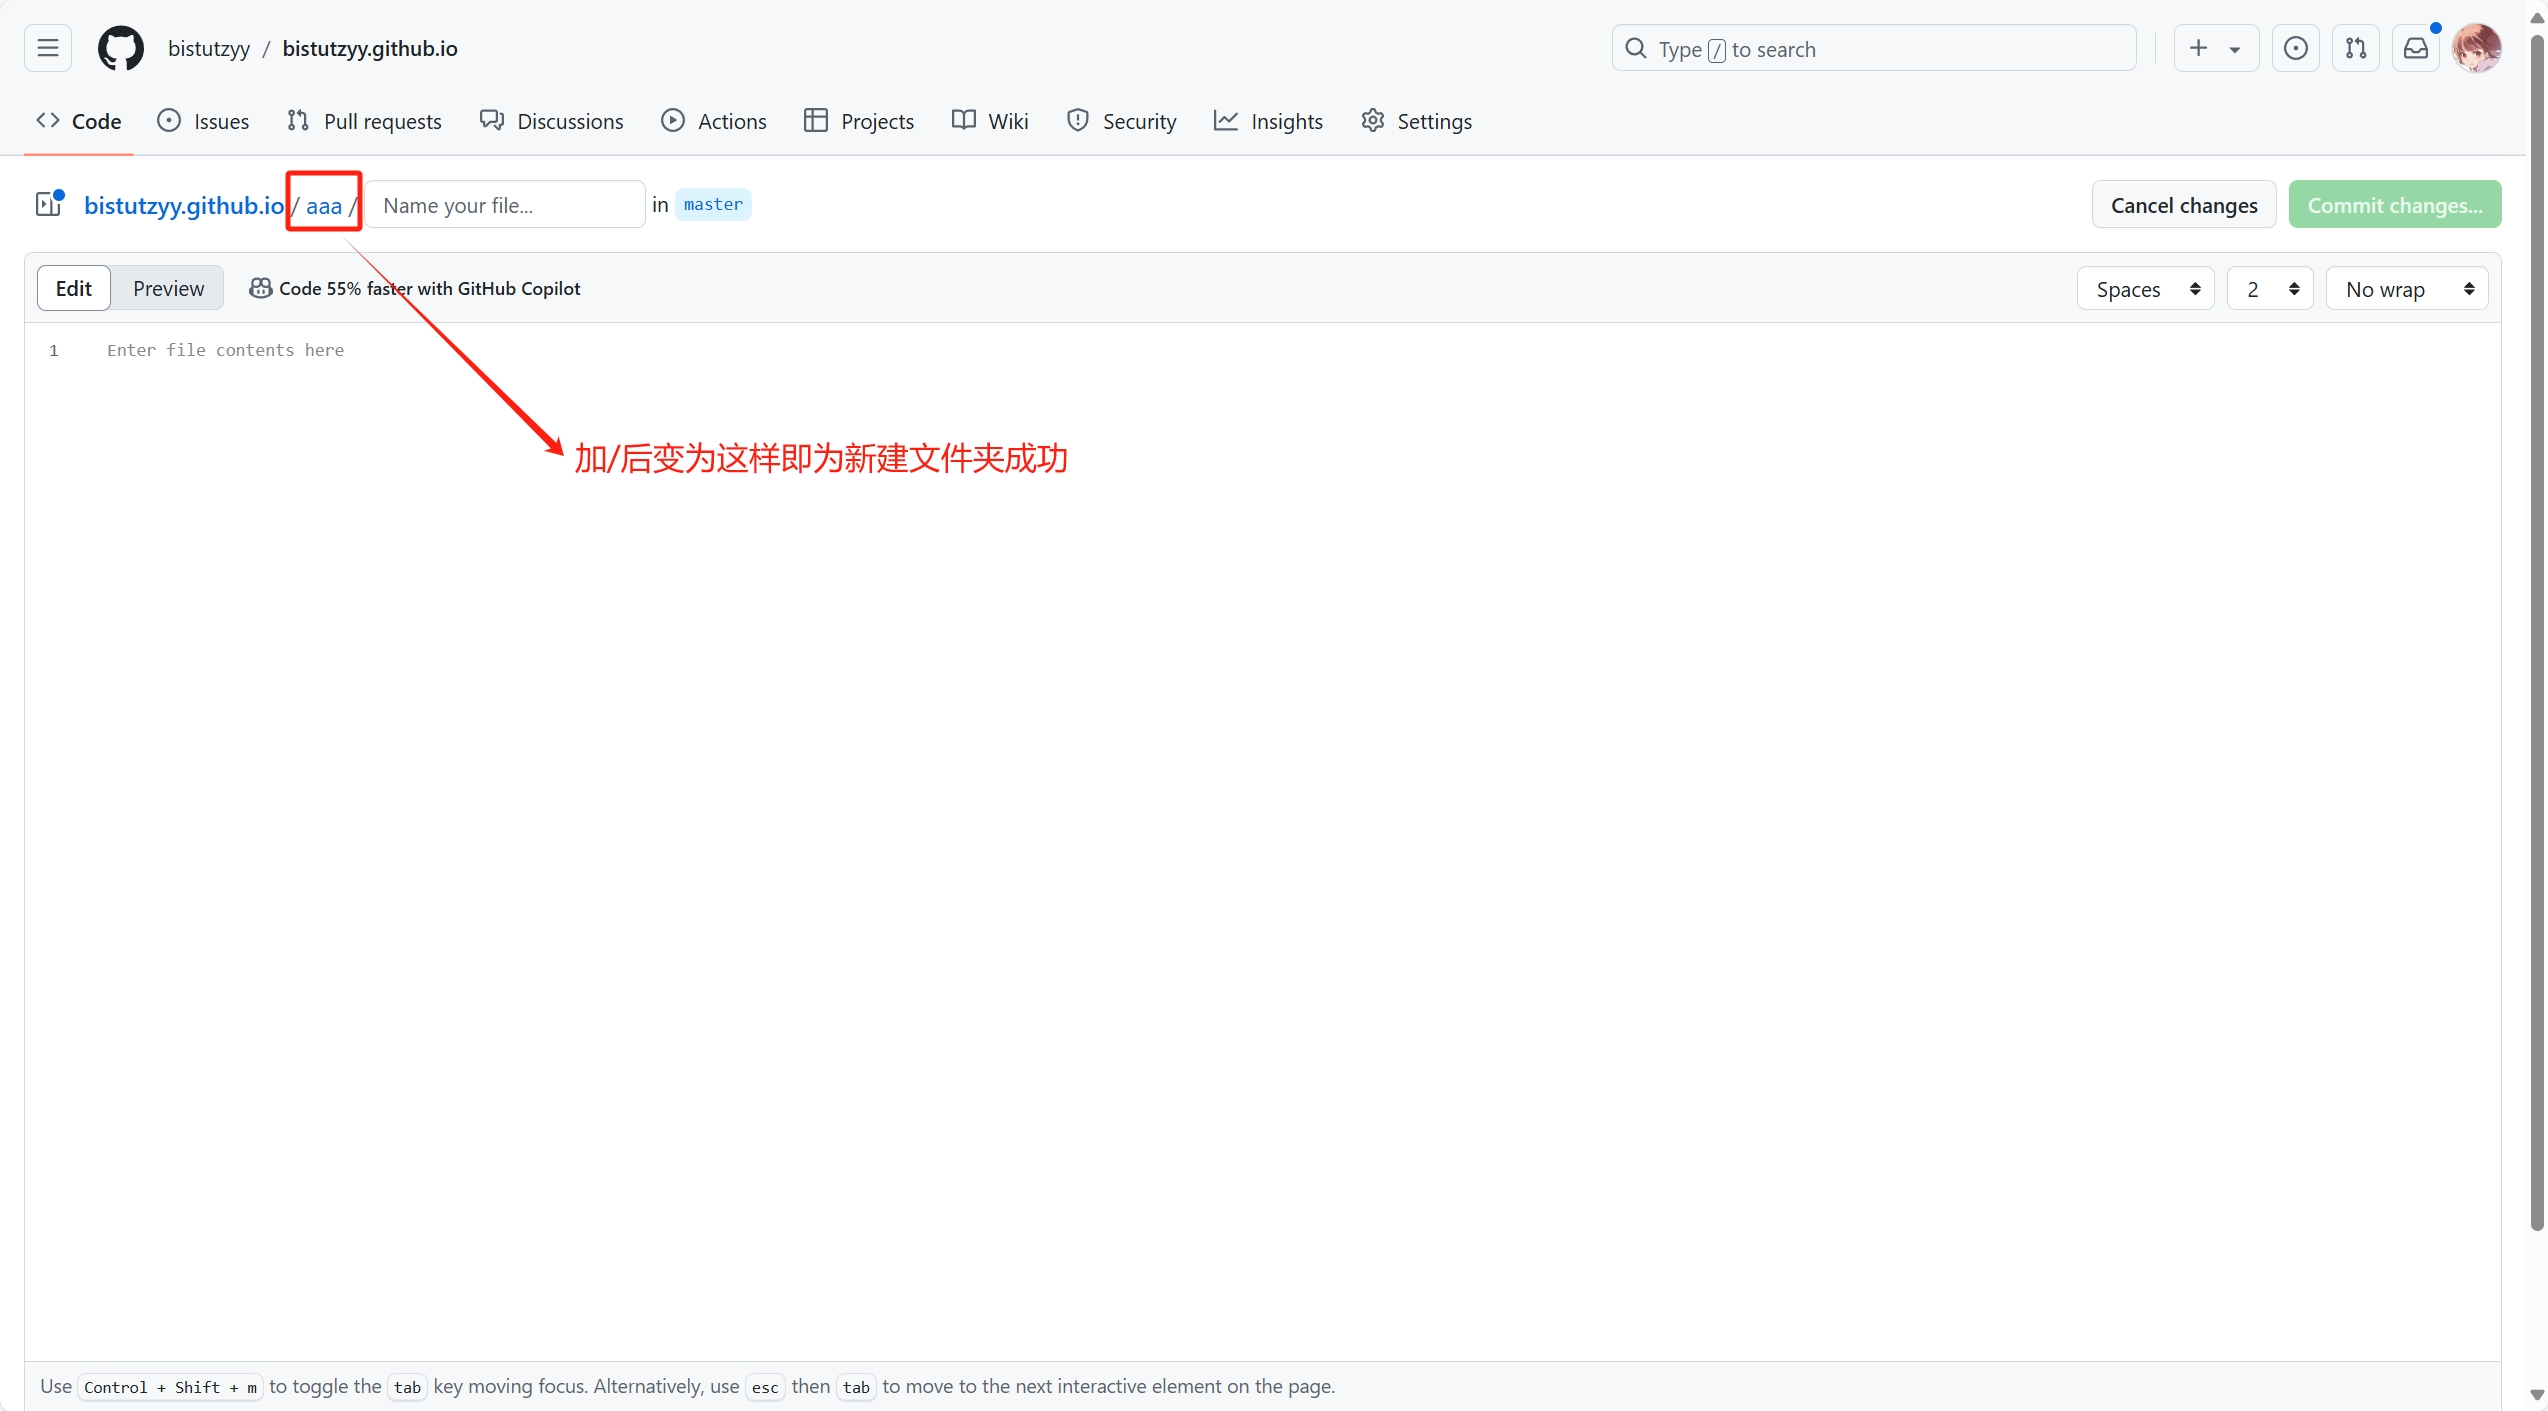 bistutzyy / bistutzyy.github.io
Type / to search
Code Issues Pull requests Discussions Actions Projects Wiki Security Insights Settings
bistutzyy.github.io / aaa / Name your file... in master
Cancel changes Commit changes...
Edit Preview Code 55% faster with GitHub Copilot
Spaces 2 No wrap
1 Enter file contents here
加/后变为这样即为新建文件夹成功
Use Control + Shift + m to toggle the tab key moving focus. Alternatively, use esc then tab to move to the next interactive element on the page.